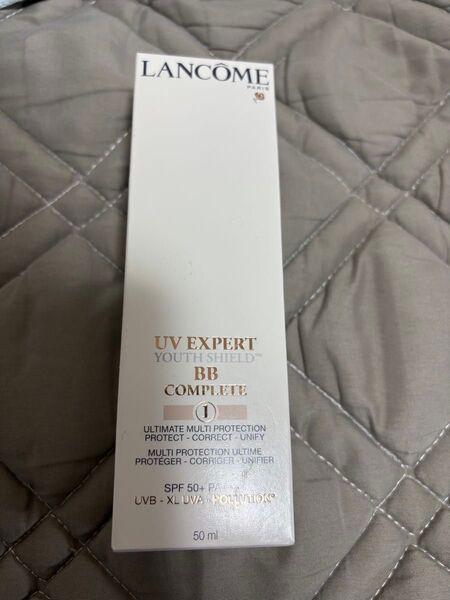 LANCÔME
PARIS
UV EXPERT
YOUTH SHIELD™
BB
COMPLETE
1
ULTIMATE MULTI PROTECTION
PROTECT - CORRECT - UNIFY
MULTI PROTECTION ULTIME
PROTÉGER - CORRIGER - UNIFIER
SPF 50+ PA
UVB - XL UVA - POLLUTION
50 ml